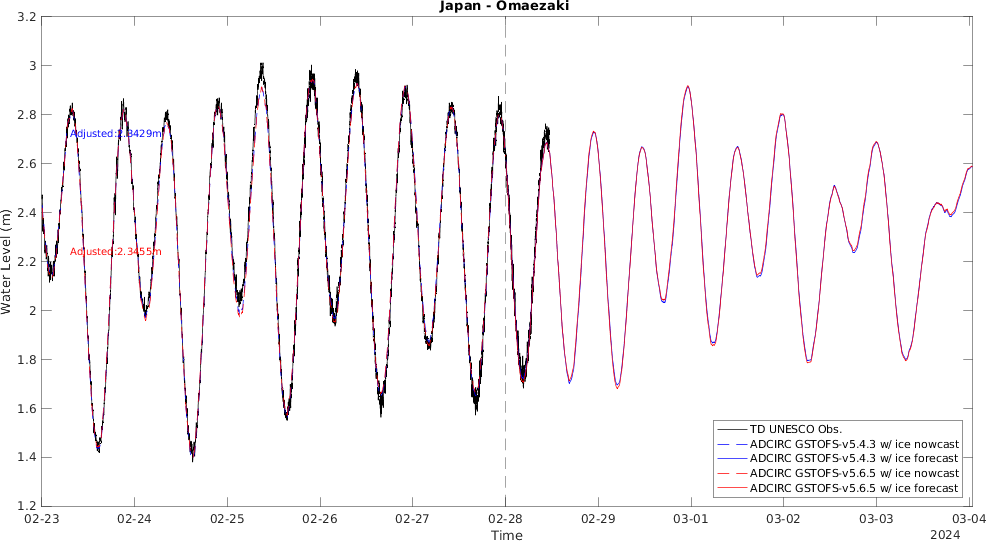 Japan - Omaezaki
3.2
3
2.8
2.6
2.4
2.2
2
1.8
1.6
1.4
1.2
Water Level (m)
Adjusted:2.3429m
Adjusted:2.3455m
TD UNESCO Obs.
ADCIRC GSTOFS-v5.4.3 w/ ice nowcast
ADCIRC GSTOFS-v5.4.3 w/ ice forecast
ADCIRC GSTOFS-v5.6.5 w/ ice nowcast
ADCIRC GSTOFS-v5.6.5 w/ ice forecast
02-23 02-24 02-25 02-26 02-27 02-28 02-29 03-01 03-02 03-03 03-04
Time
2024